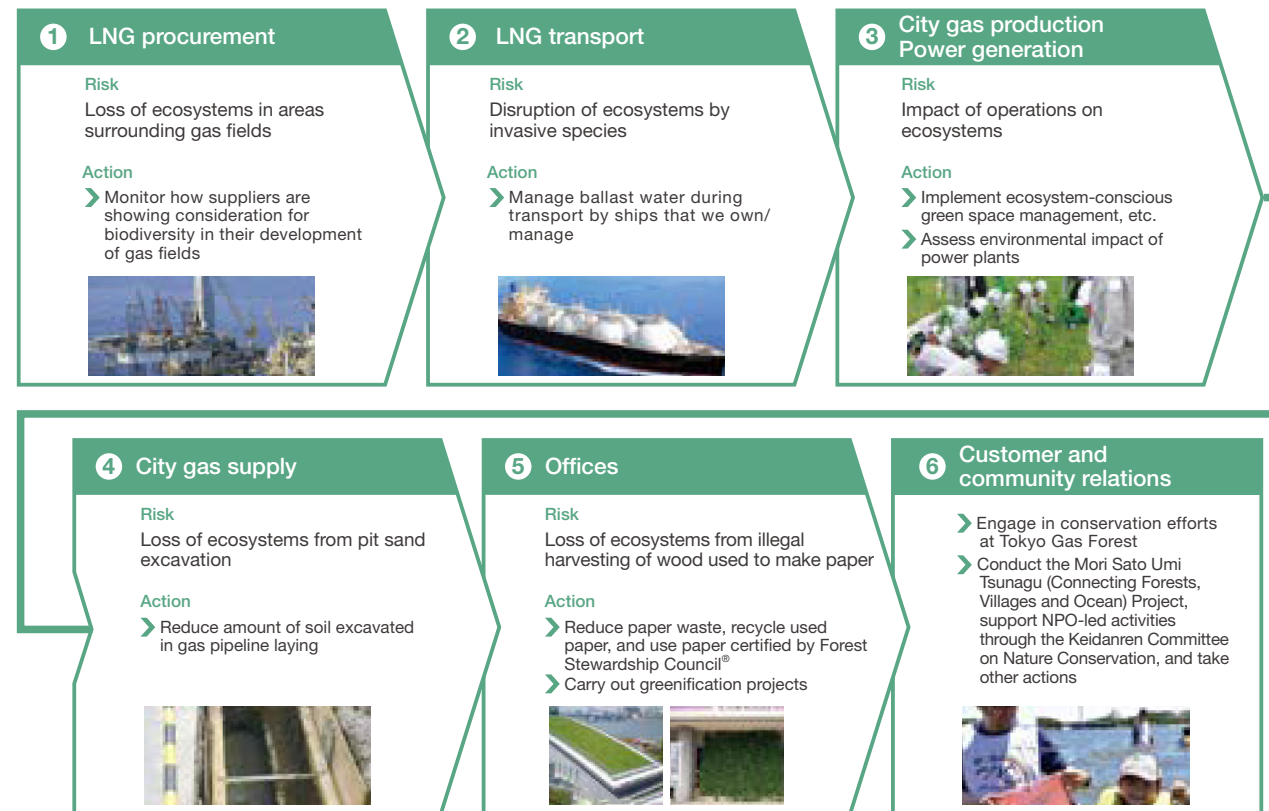 1 LNG procurement
Risk
Loss of ecosystems in areas
surrounding gas fields
Action
Monitor how suppliers are
showing consideration for
biodiversity in their development
of gas fields
2 LNG transport
Risk
Disruption of ecosystems by
invasive species
Action
Manage ballast water during
transport by ships that we own/
manage
3 City gas production
Power generation
Risk
Impact of operations on
ecosystems
Action
Implement ecosystem-conscious
green space management, etc.
Assess environmental impact of
power plants
4 City gas supply
Risk
Loss of ecosystems from pit sand
excavation
Action
Reduce amount of soil excavated
in gas pipeline laying
5 Offices
Risk
Loss of ecosystems from illegal
harvesting of wood used to make paper
Action
Reduce paper waste, recycle used
paper, and use paper certified by Forest
Stewardship Council®
Carry out greenification projects
6 Customer and
community relations
Engage in conservation efforts
at Tokyo Gas Forest
Conduct the Mori Sato Umi
Tsunagu (Connecting Forests,
Villages and Ocean) Project,
support NPO-led activities
through the Keidanren Committee
on Nature Conservation, and take
other actions